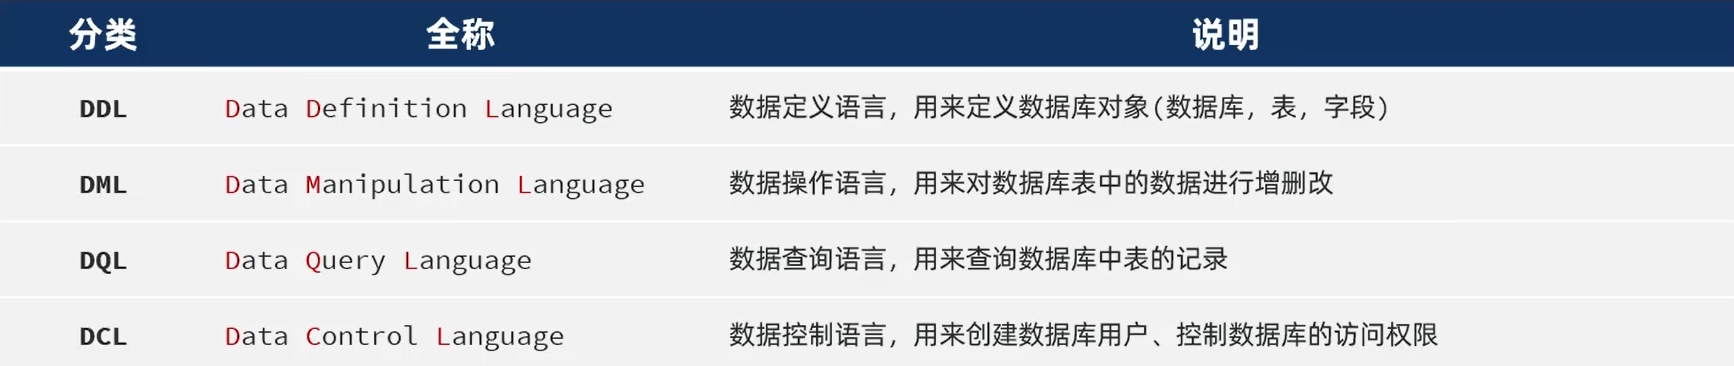 分类 全称 说明
DDL Data Definition Language 数据定义语言，用来定义数据库对象(数据库，表，字段)
DML Data Manipulation Language 数据操作语言，用来对数据库表中的数据进行增删改
DQL Data Query Language 数据查询语言，用来查询数据库中表的记录
DCL Data Control Language 数据控制语言，用来创建数据库用户、控制数据库的访问权限